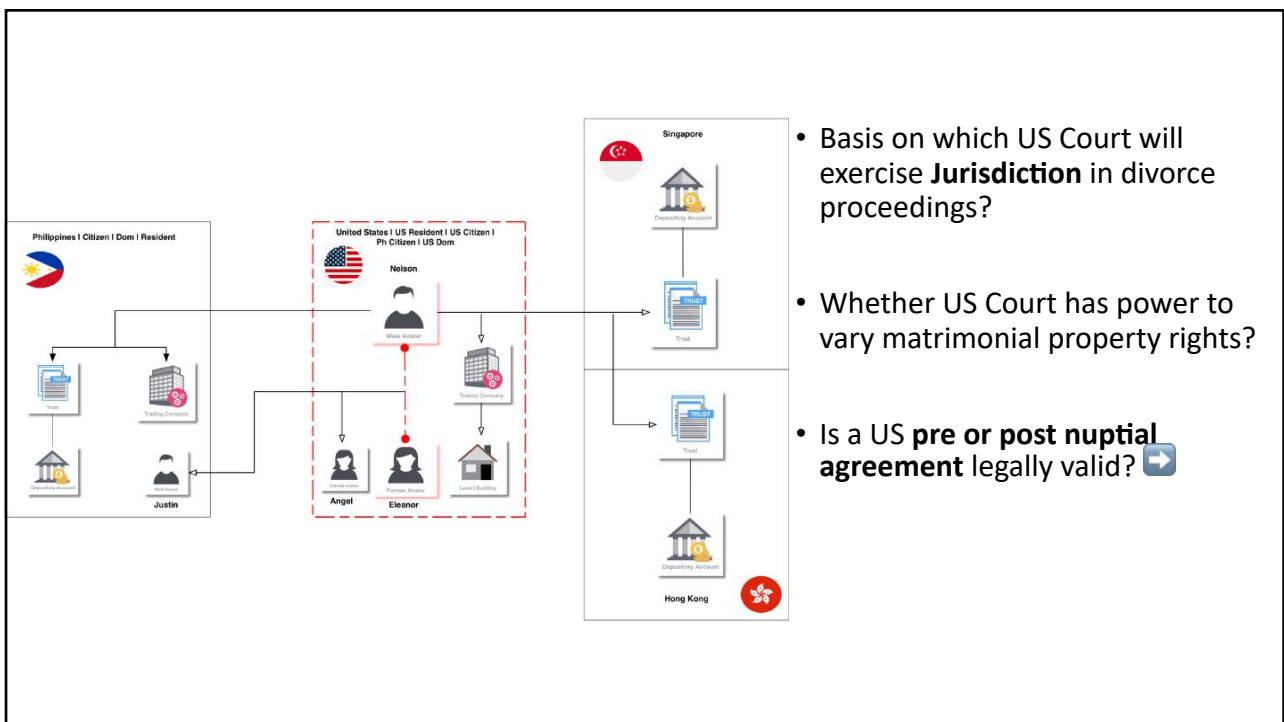 Philippines I Citizen I Dom I Resident
Trust
Trading Company
Depository Account
Justin
United States I US Resident I US Citizen I
Ph Citizen I US Dom
Nelson
Male Avatar
Trading Company
Angel
Female Avatar
Eleanor
Land | Building
Singapore
Depository Account
TRUST
Trust
TRUST
Trust
Depository Account
Hong Kong
• Basis on which US Court will
exercise Jurisdiction in divorce
proceedings?
• Whether US Court has power to
vary matrimonial property rights?
• Is a US pre or post nuptial
agreement legally valid? ➡